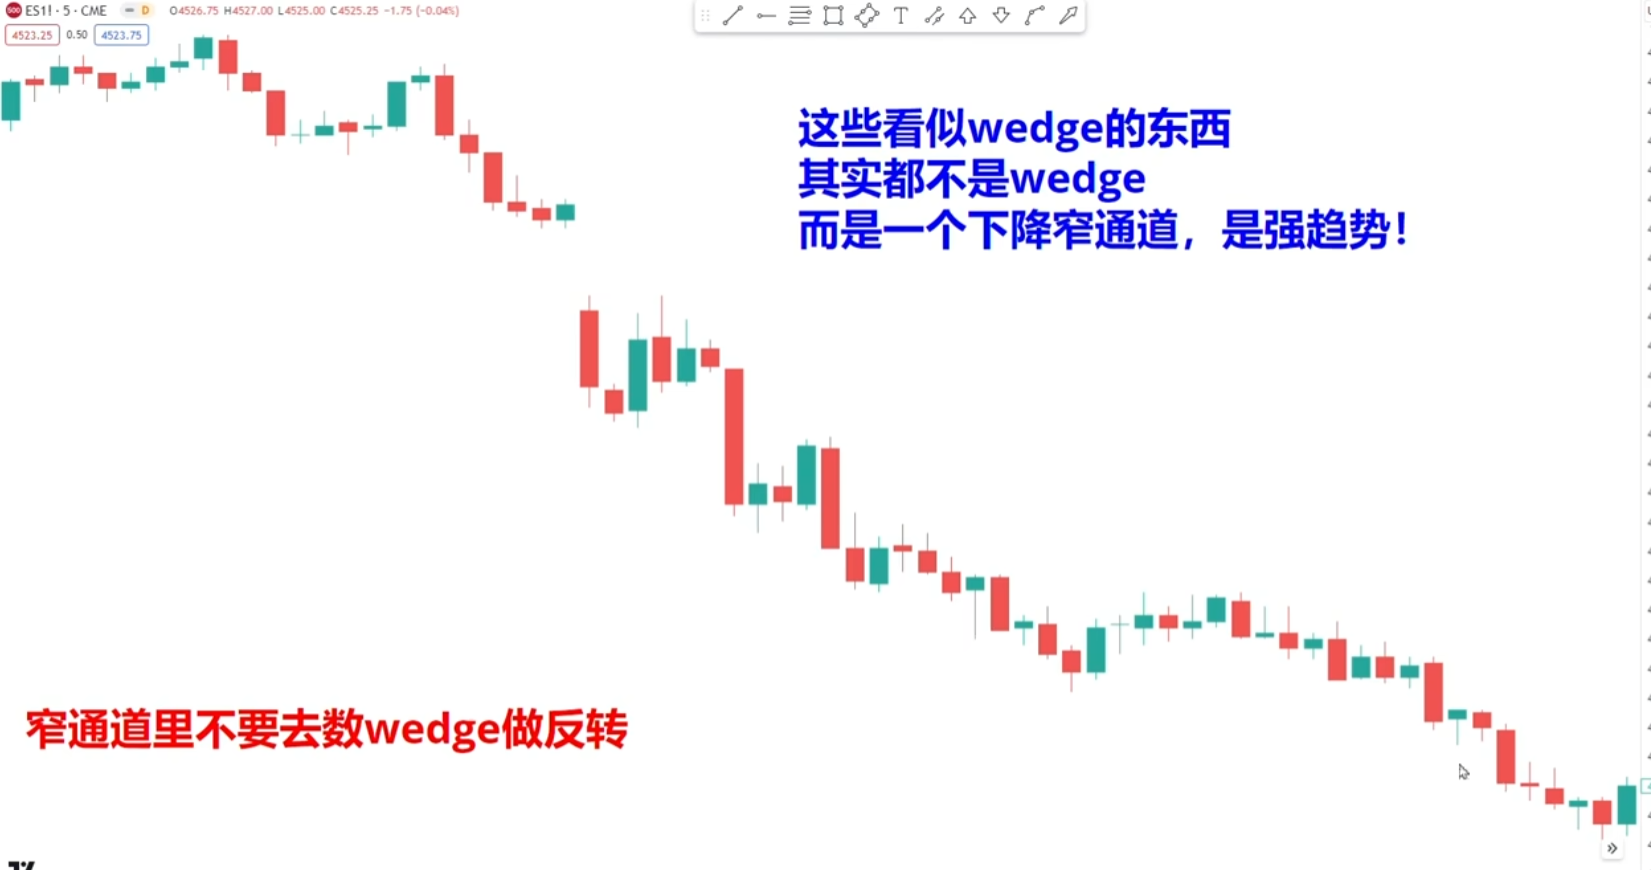 ES1! · 5 · CME
D
O4526.75 H4527.00 L4525.00 C4525.25 −1.75 (−0.04%)
4523.25 0.50 4523.75
T
这些看似wedge的东西
其实都不是wedge
而是一个下降窄通道，是强趋势！
窄通道里不要去数wedge做反转